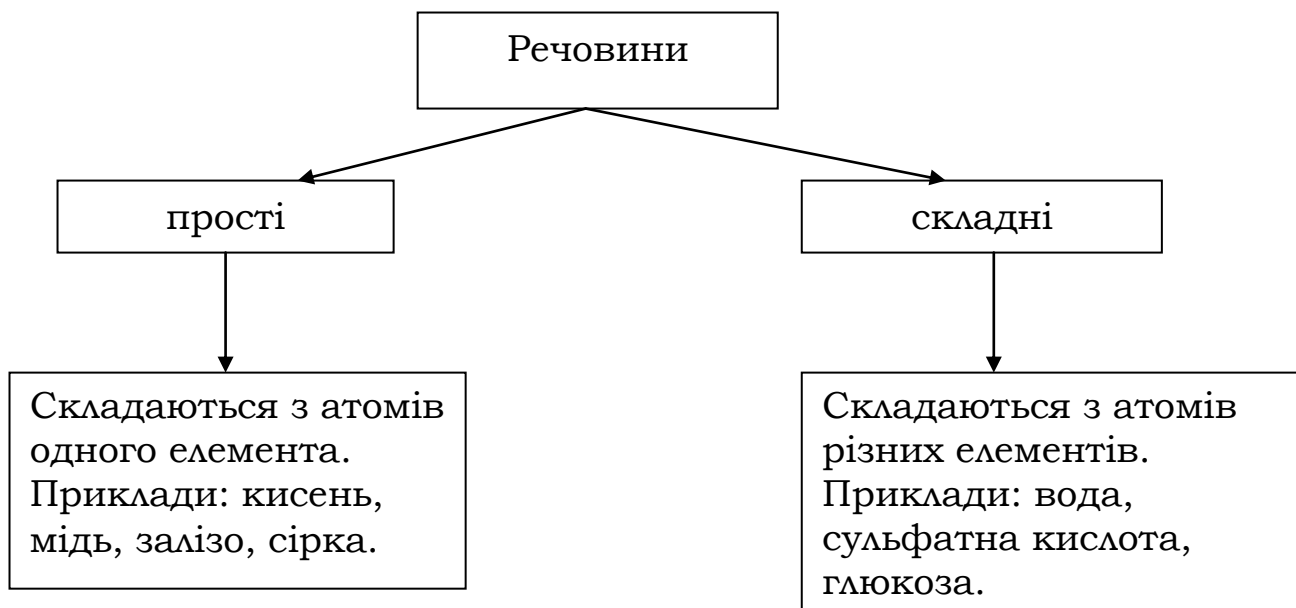 Речовини
прості
складні
Складаються з атомів
одного елемента.
Приклади: кисень,
мідь, залізо, сірка.
Складаються з атомів
різних елементів.
Приклади: вода,
сульфатна кислота,
глюкоза.